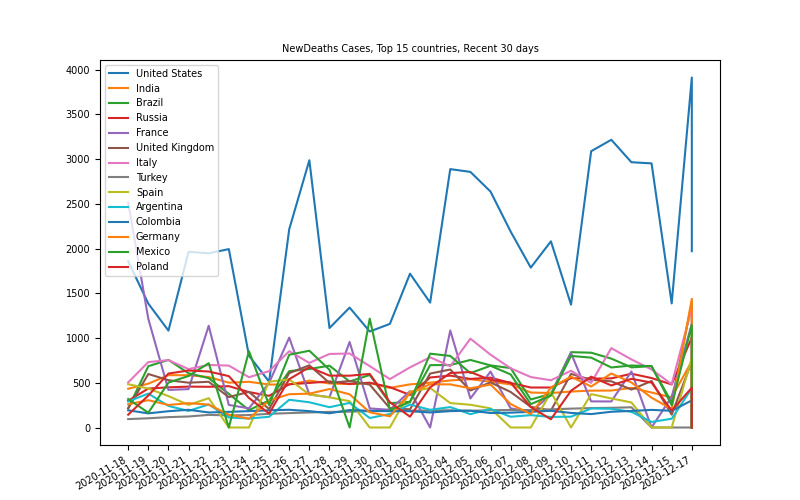 NewDeaths Cases, Top 15 countries, Recent 30 days
4000
3500
3000
2500
2000
1500
1000
500
0
United States
India
Brazil
Russia
France
United Kingdom
Italy
Turkey
Spain
Argentina
Colombia
Germany
Mexico
Poland
2020-11-18
2020-11-19
2020-11-20
2020-11-21
2020-11-22
2020-11-23
2020-11-24
2020-11-25
2020-11-26
2020-11-27
2020-11-28
2020-11-29
2020-11-30
2020-12-01
2020-12-02
2020-12-03
2020-12-04
2020-12-05
2020-12-06
2020-12-07
2020-12-08
2020-12-09
2020-12-10
2020-12-11
2020-12-12
2020-12-13
2020-12-14
2020-12-15
2020-12-17